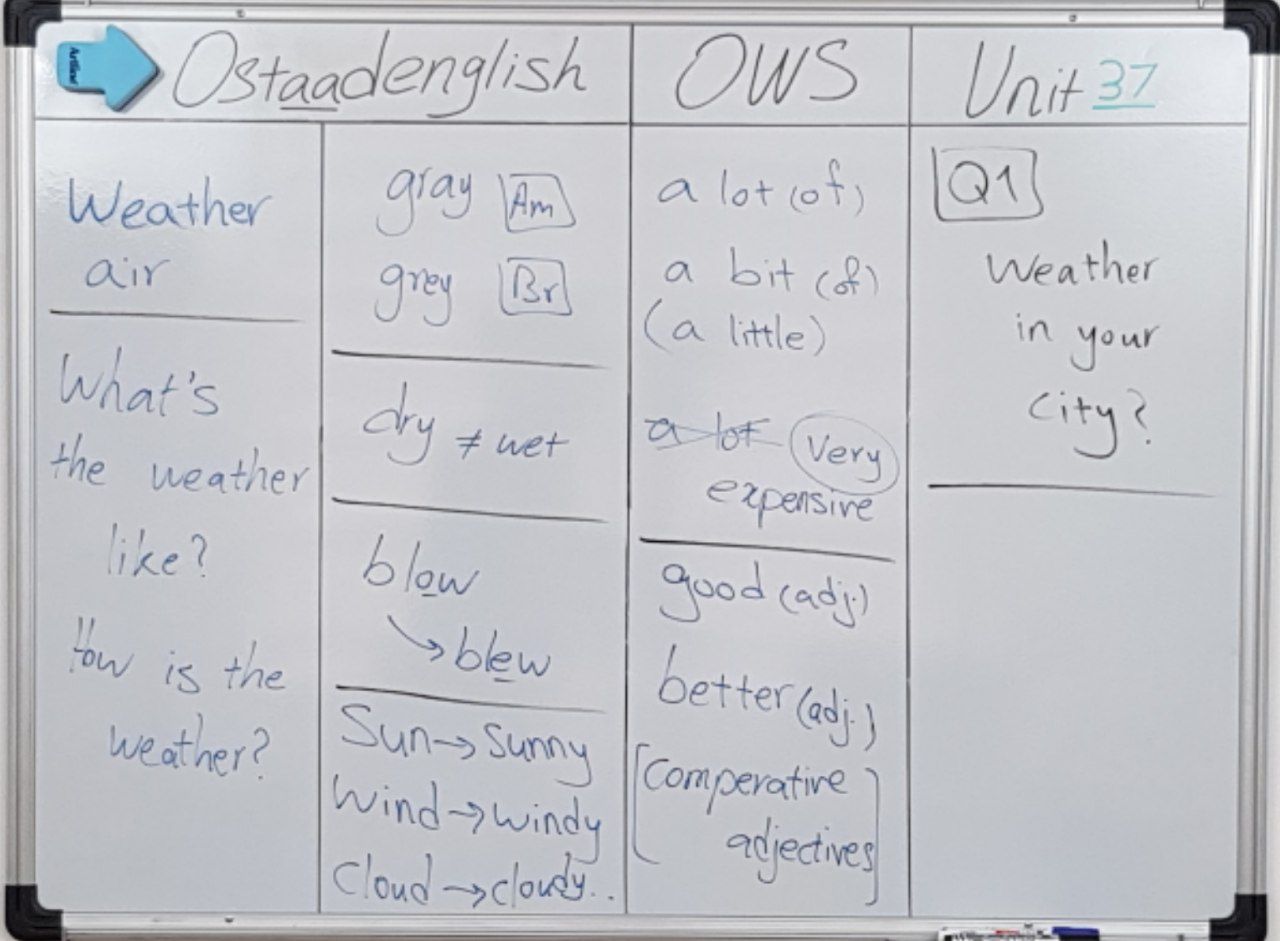 Ostaadenglish
OWS
Unit 37
Weather
air
What's
the weather
like?
How is the
weather?
gray Am
grey Br
dry ≠ wet
blow
→ blew
Sun → Sunny
Wind → windy
Cloud → cloudy..
a lot (of)
a bit (of)
(a little)
a lot Very
expensive
good (adj.)
better (adj.)
[Comperative
adjectives]
Q1
Weather
in your
City?